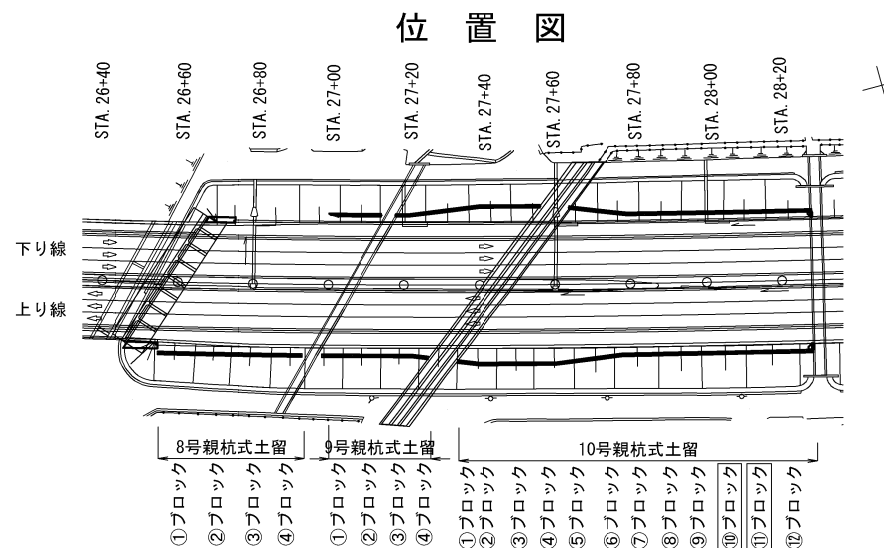 位置図
STA. 26+40
STA. 26+60
STA. 26+80
STA. 27+00
STA. 27+20
STA. 27+40
STA. 27+60
STA. 27+80
STA. 28+00
STA. 28+20
下り線
上り線
8号親杭式土留
9号親杭式土留
10号親杭式土留
①ブロック
②ブロック
③ブロック
④ブロック
①ブロック
②ブロック
③ブロック
④ブロック
①ブロック
②ブロック
③ブロック
④ブロック
⑤ブロック
⑥ブロック
⑦ブロック
⑧ブロック
⑨ブロック
⑩ブロック
⑪ブロック
⑫ブロック